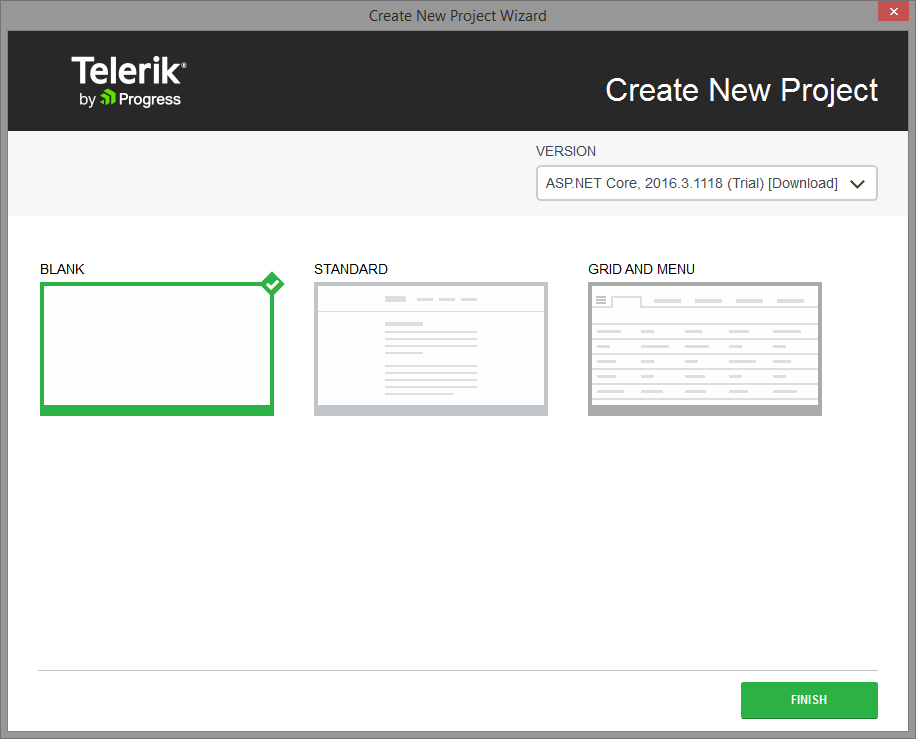 Create New Project Wizard
Telerik®
by Progress
Create New Project
VERSION
ASP.NET Core, 2016.3.1118 (Trial) [Download]
BLANK
STANDARD
GRID AND MENU
FINISH